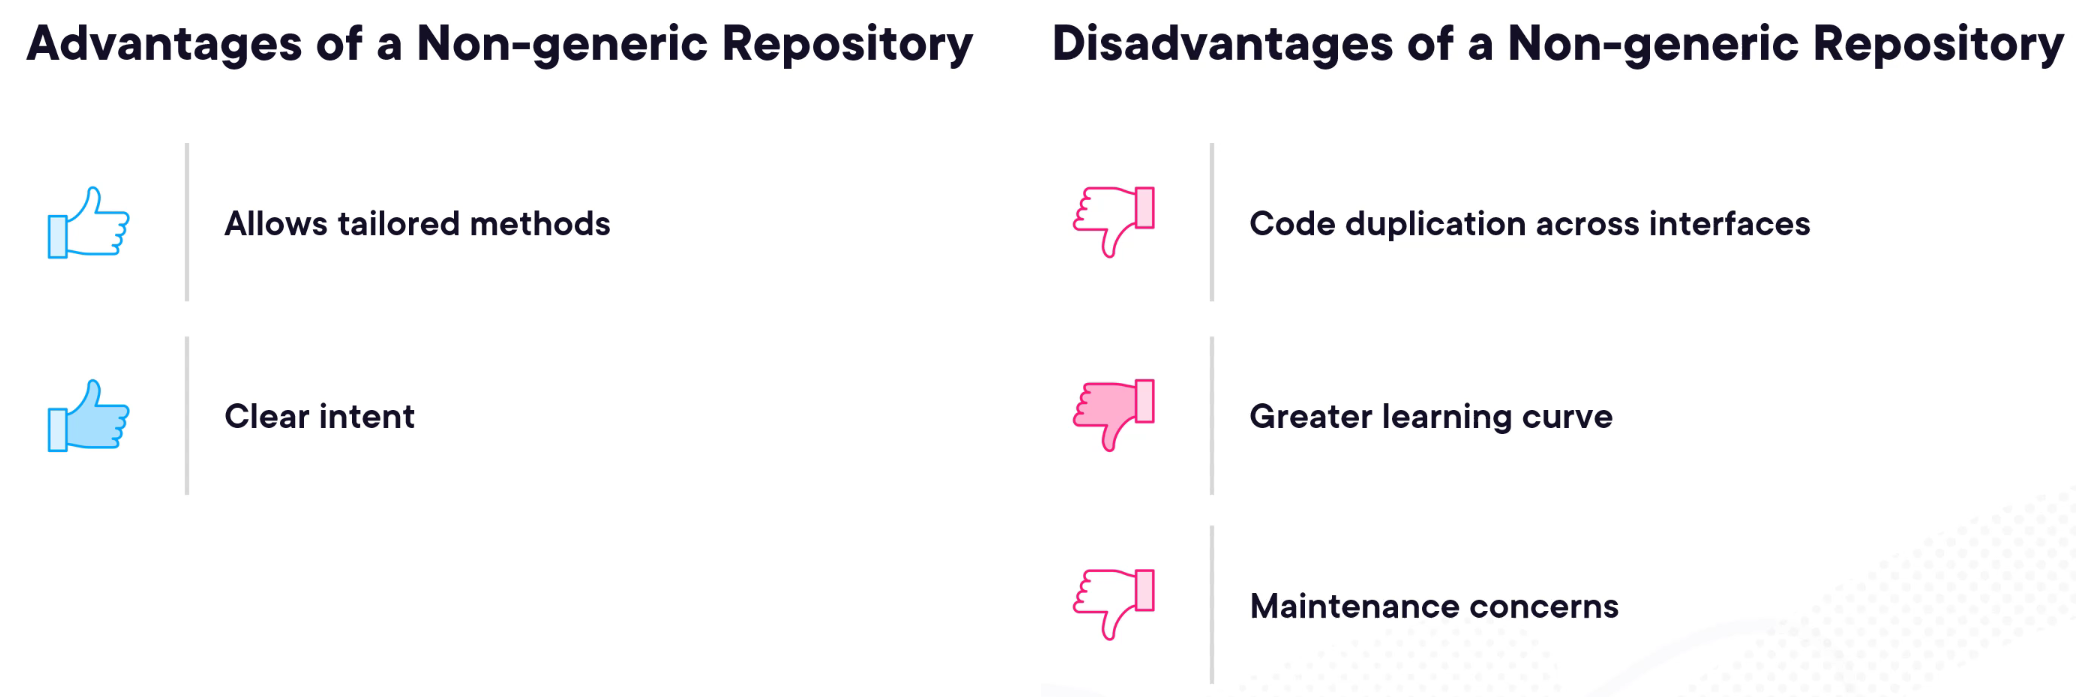 Advantages of a Non-generic Repository
Allows tailored methods
Clear intent
Disadvantages of a Non-generic Repository
Code duplication across interfaces
Greater learning curve
Maintenance concerns